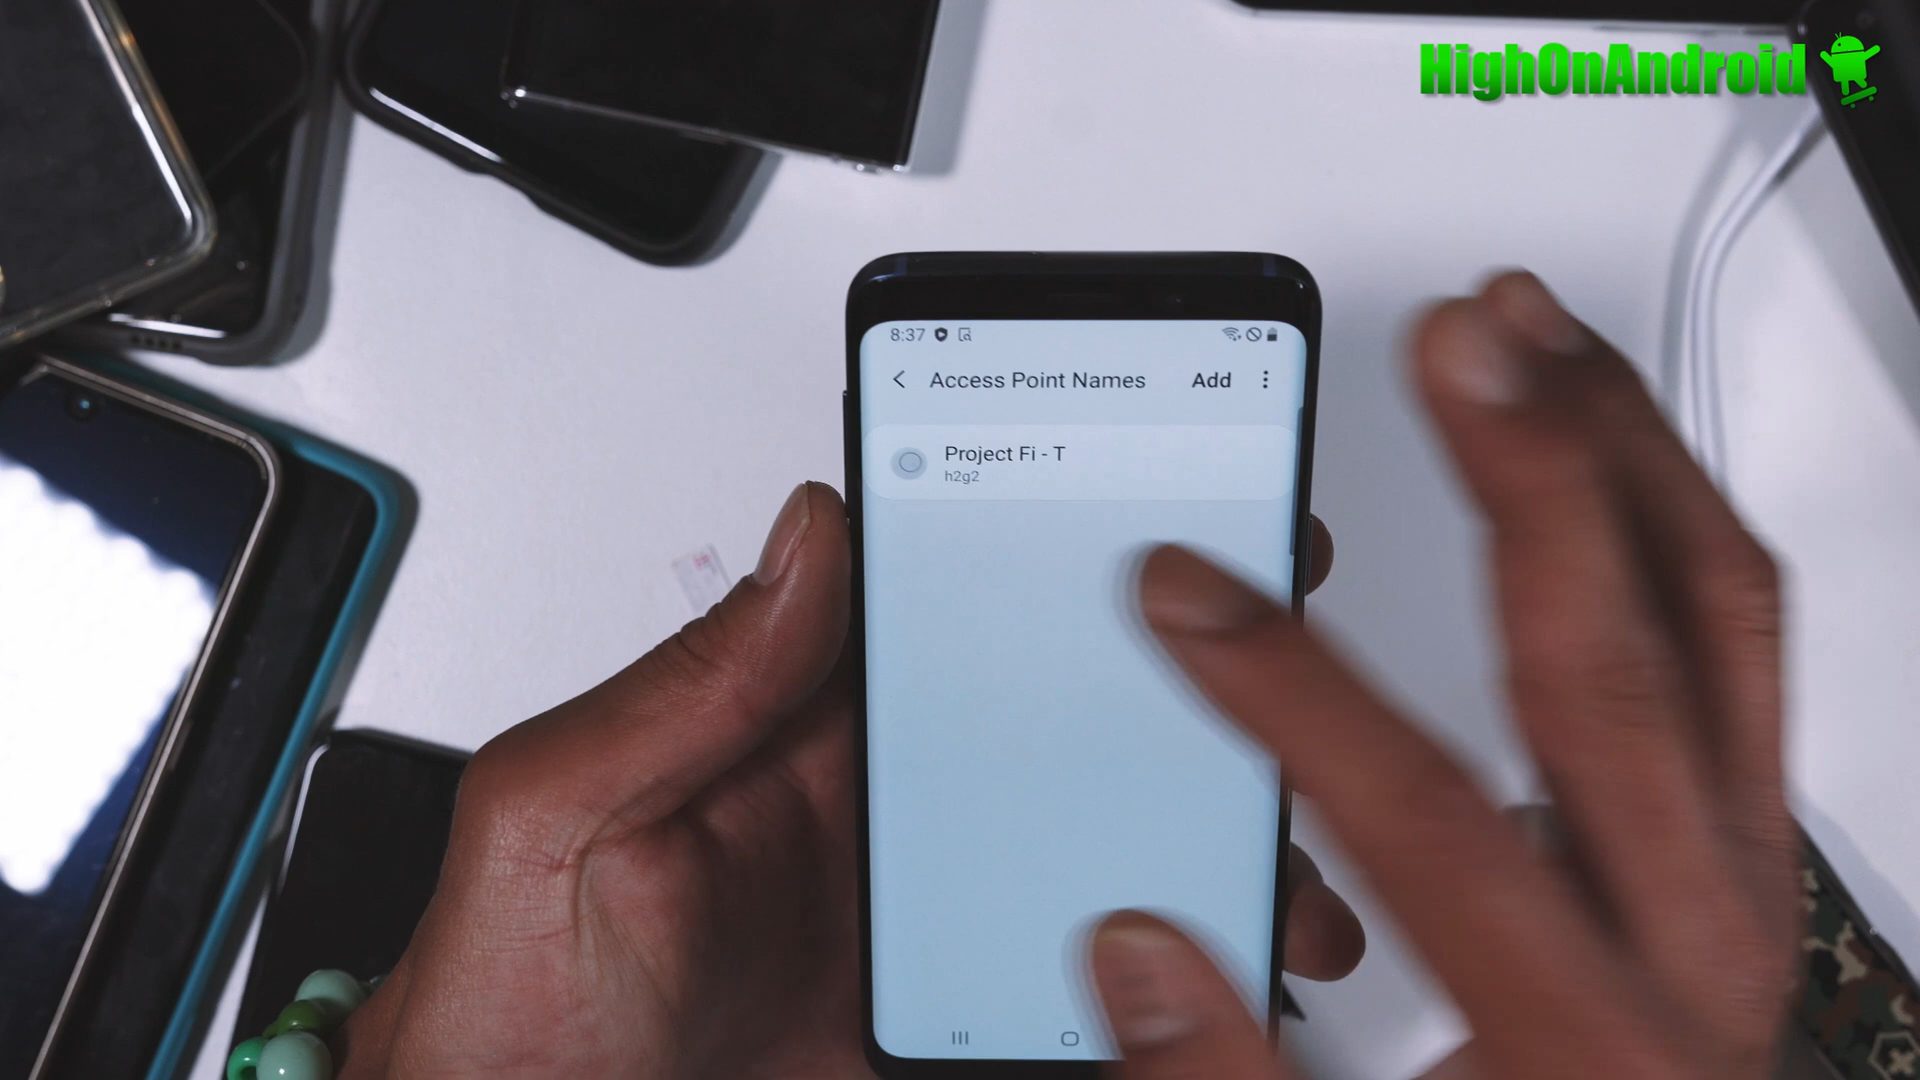 HighOnAndroid
8:37
Access Point Names Add
Project Fi - T
h2g2